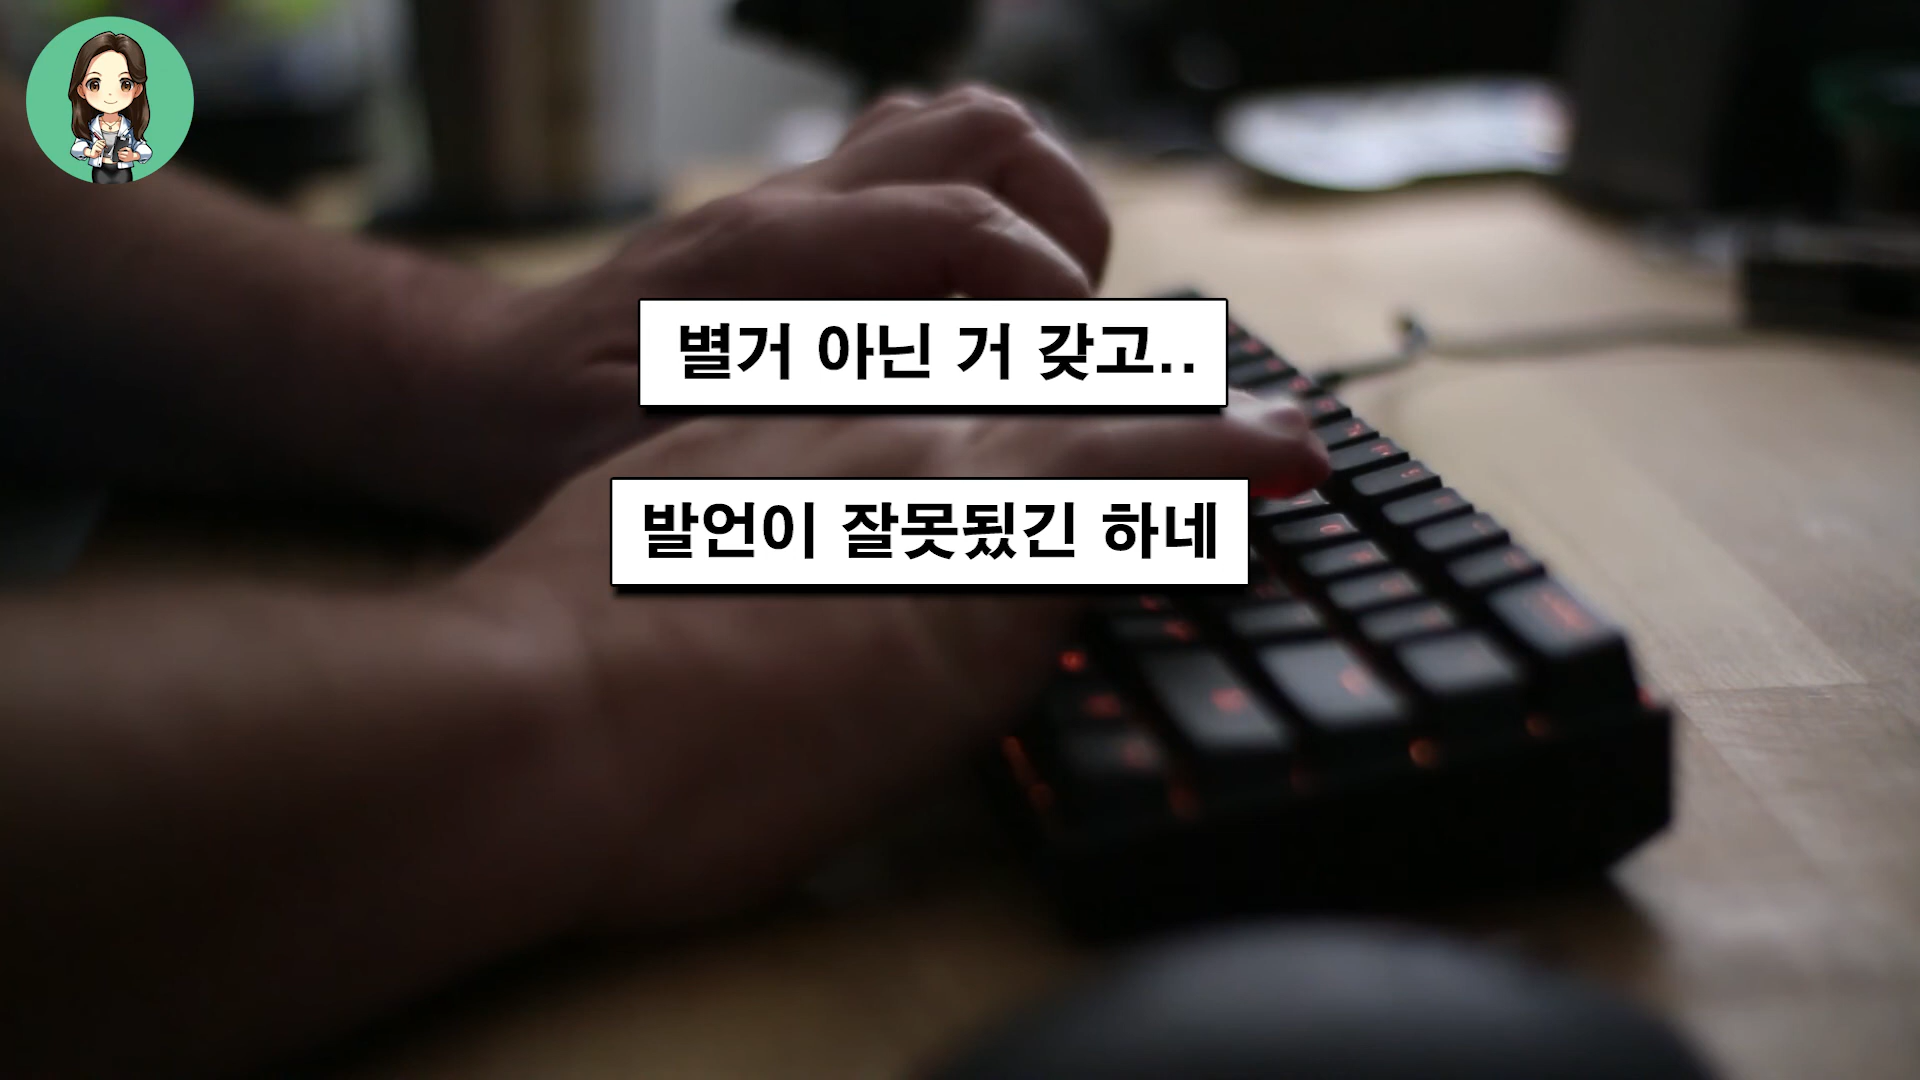 별거 아닌 거 갖고..
발언이 잘못됐긴 하네